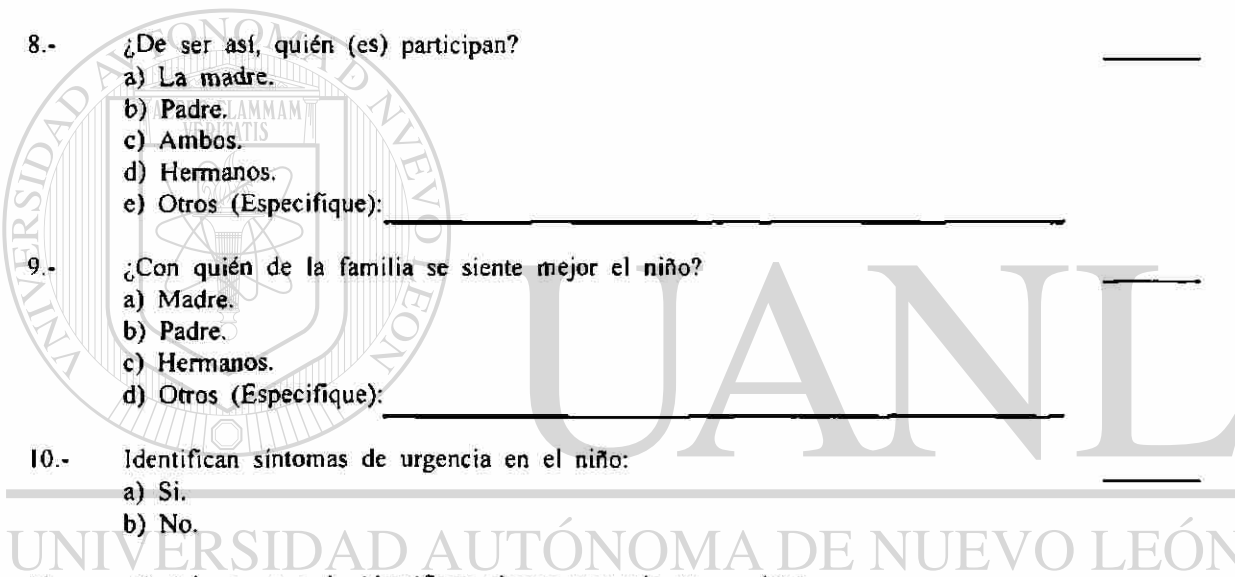 8.- ¿De ser así, quién (es) participan?
a) La madre.
b) Padre.
c) Ambos.
d) Hermanos.
e) Otros (Especifique):
9.- ¿Con quién de la familia se siente mejor el niño?
a) Madre.
b) Padre.
c) Hermanos.
d) Otros (Especifique):
10.- Identifican síntomas de urgencia en el niño:
a) Si.
b) No.
UNIVERSIDAD AUTÓNOMA DE NUEVO LEÓN
UANL
VERITATIS